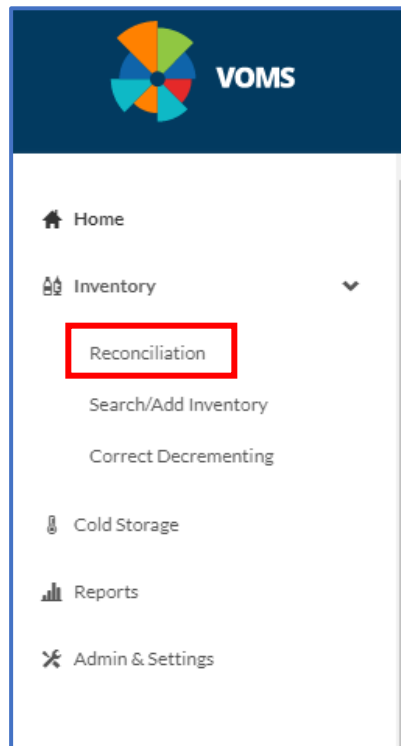 VOMS
Home
Inventory
Reconciliation
Search/Add Inventory
Correct Decrementing
Cold Storage
Reports
Admin & Settings